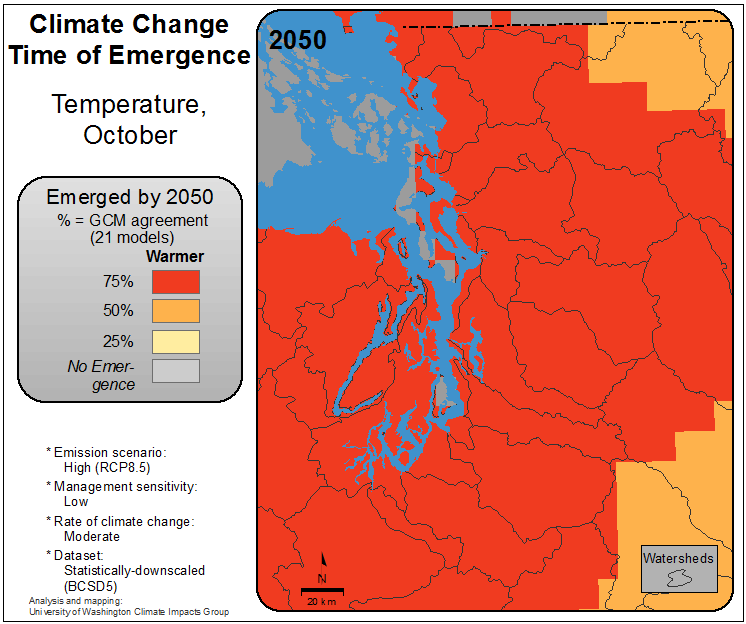 Climate Change
Time of Emergence
Temperature,
October
Emerged by 2050
% = GCM agreement
(21 models)
Warmer
75%
50%
25%
No Emer-
gence
* Emission scenario:
High (RCP8.5)
* Management sensitivity:
Low
* Rate of climate change:
Moderate
* Dataset:
Statistically-downscaled
(BCSD5)
Analysis and mapping:
University of Washington Climate Impacts Group
2050
N
20 km
Watersheds